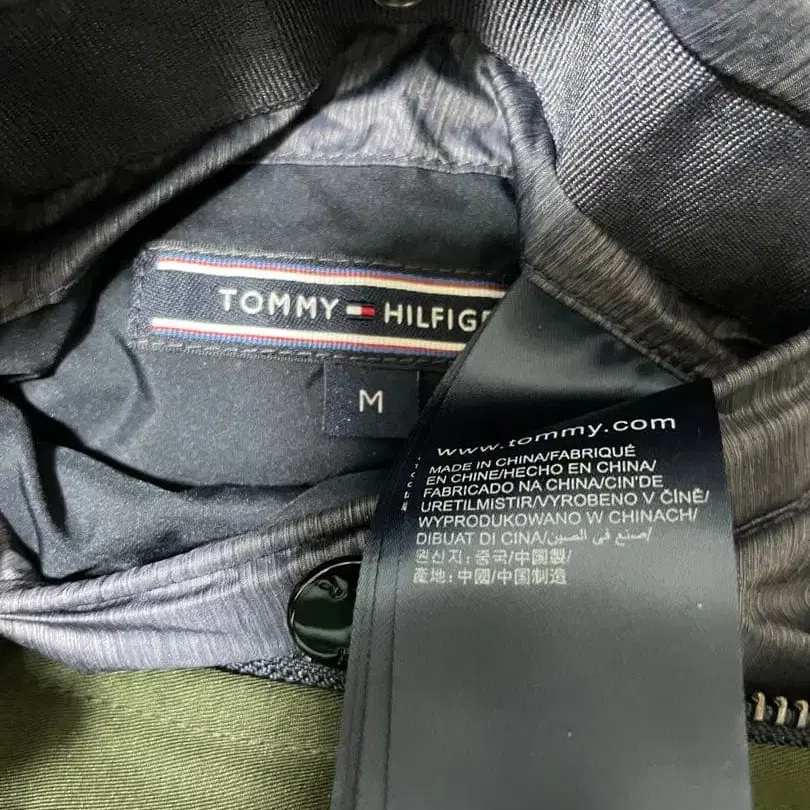 TOMMY HILFIGE
M
www.tommy.com
MADE IN CHINA/FABRIQUÉ
EN CHINE/HECHO EN CHINA/
FABRICADO NA CHINA/CIN'DE
URETILMISTIR/VYROBENO V ČÍNĚ/
WYPRODUKOWANO W CHINACH/
DIBUAT DI CINA/صنع في الصين/
원산지: 중국/中国製/
產地: 中國/中国制造